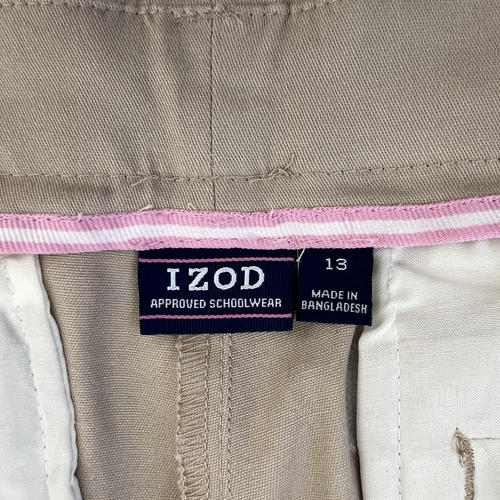 IZOD
APPROVED SCHOOLWEAR
13
MADE IN
BANGLADESH